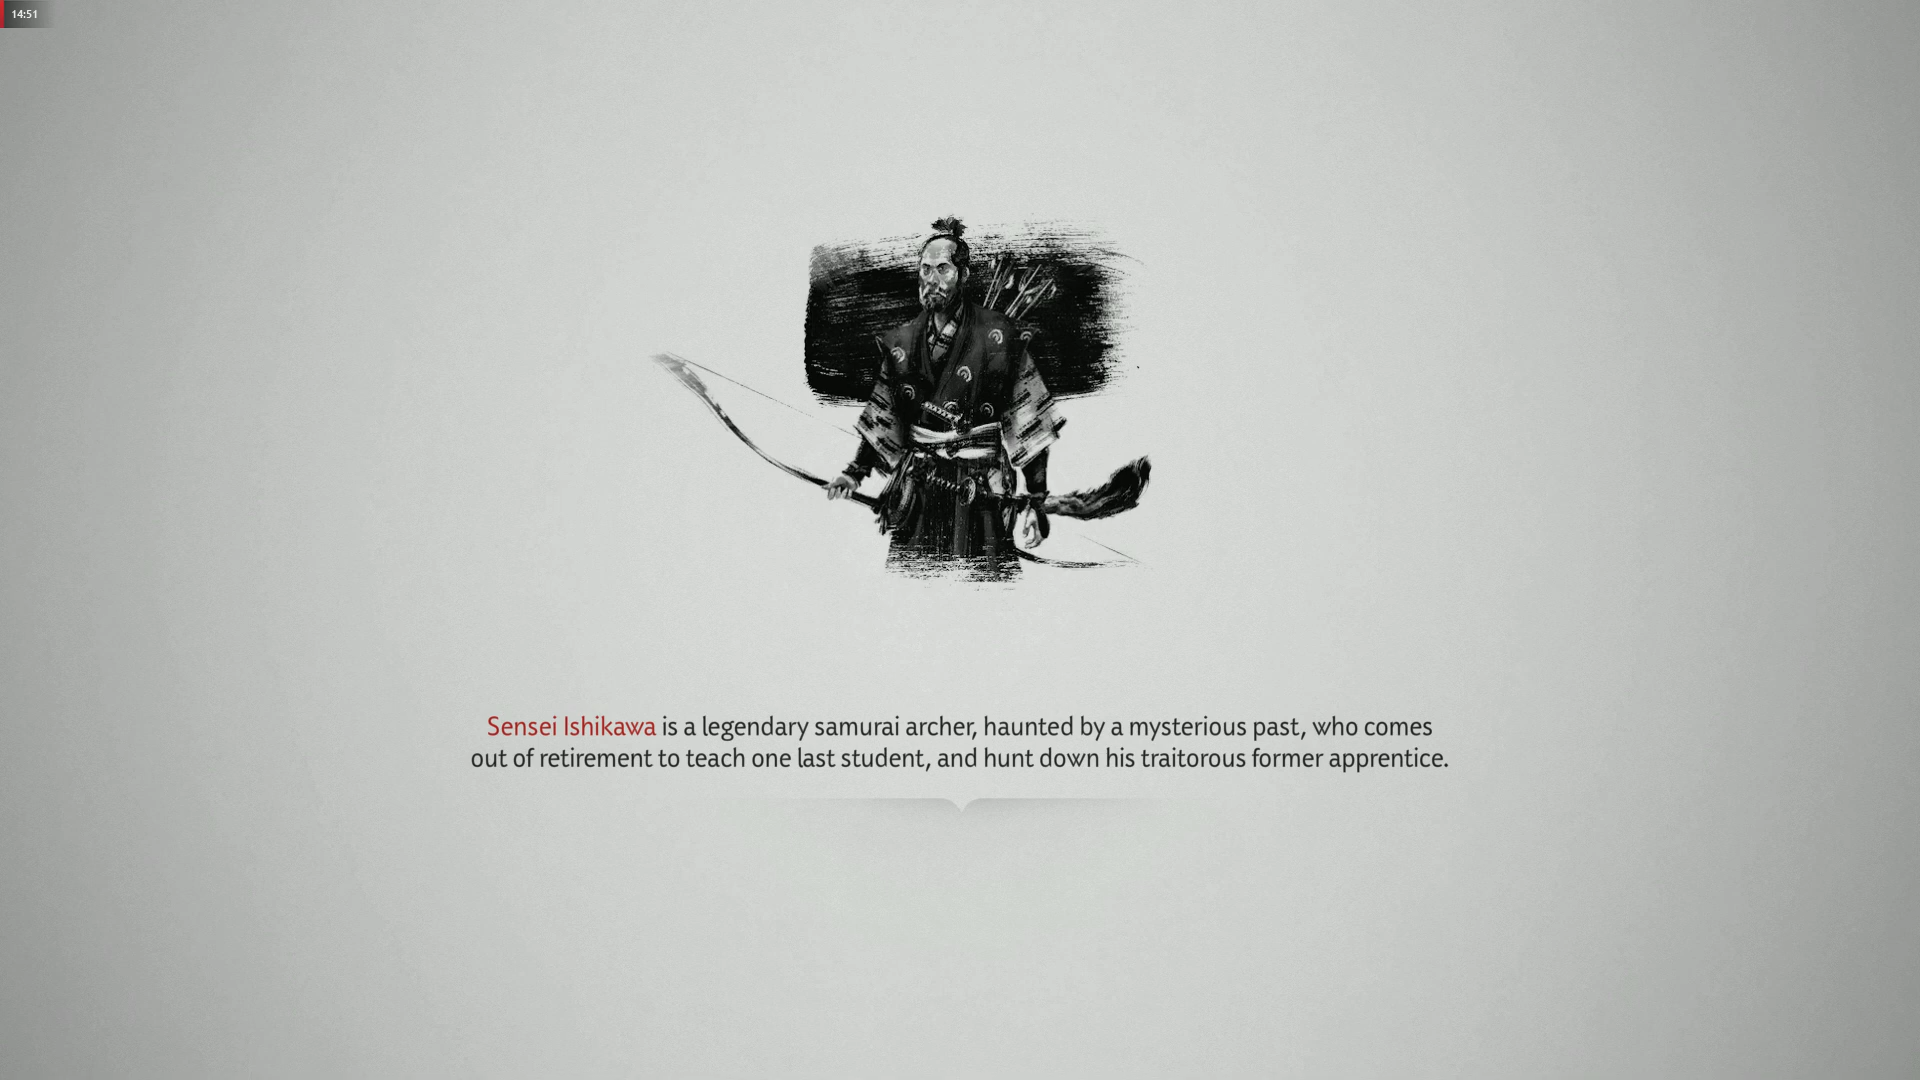 14:51
Sensei Ishikawa is a legendary samurai archer, haunted by a mysterious past, who comes
out of retirement to teach one last student, and hunt down his traitorous former apprentice.